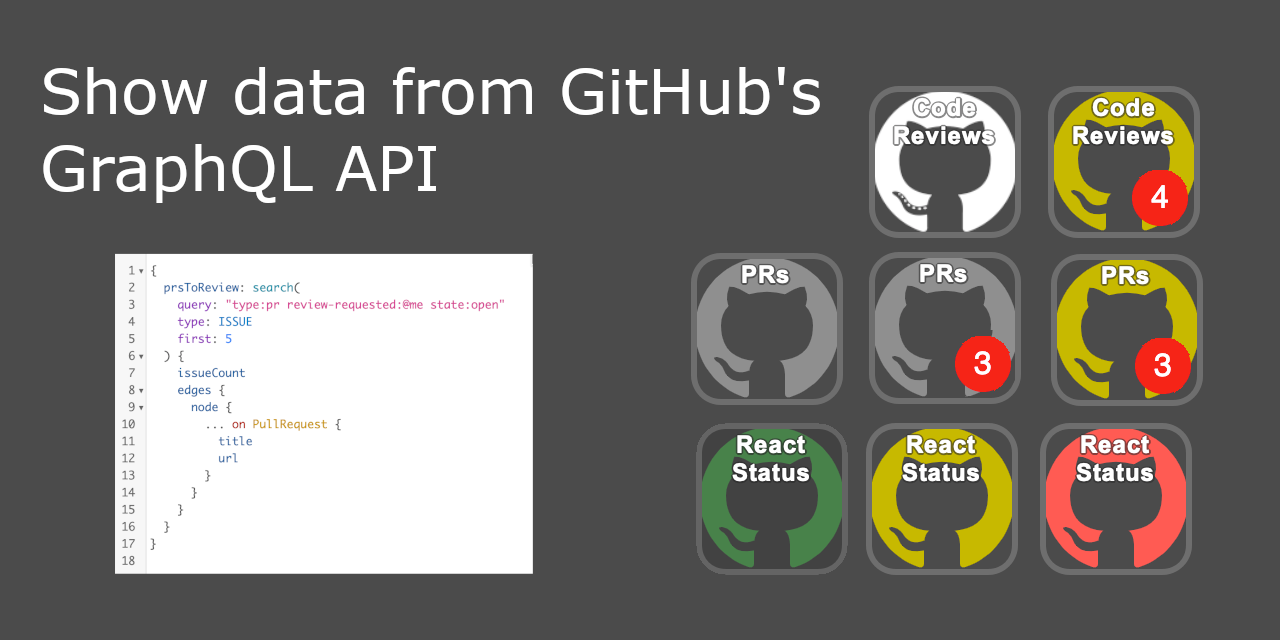 Show data from GitHub's
GraphQL API
1 {
2 prsToReview: search(
3 query: "type:pr review-requested:@me state:open"
4 type: ISSUE
5 first: 5
6 ) {
7 issueCount
8 edges {
9 node {
10 ... on PullRequest {
11 title
12 url
13 }
14 }
15 }
16 }
17 }
18
Code
Reviews
Code
Reviews
4
PRs
PRs
3
PRs
3
React
Status
React
Status
React
Status